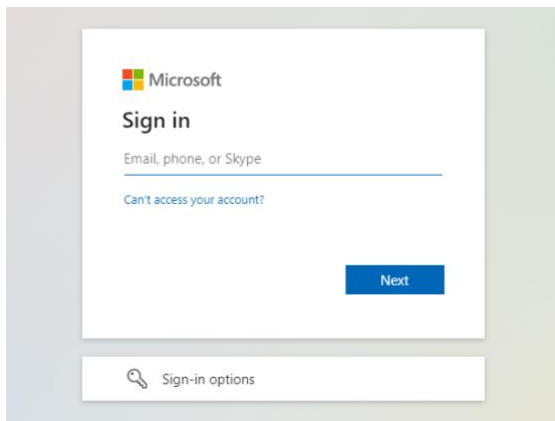 Microsoft
Sign in
Email, phone, or Skype
Can't access your account?
Next
Sign-in options